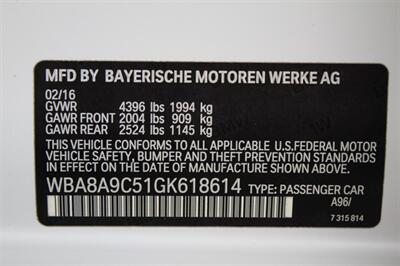 MFD BY BAYERISCHE MOTOREN WERKE AG
02/16
GVWR 4396 lbs 1994 kg
GAWR FRONT 2004 lbs 909 kg
GAWR REAR 2524 lbs 1145 kg
THIS VEHICLE CONFORMS TO ALL APPLICABLE U.S.FEDERAL MOTOR
VEHICLE SAFETY, BUMPER AND THEFT PREVENTION STANDARDS
IN EFFECT ON THE DATE OF MANUFACTURE SHOWN ABOVE.
WBA8A9C51GK618614 TYPE: PASSENGER CAR
A96/
7 315 814